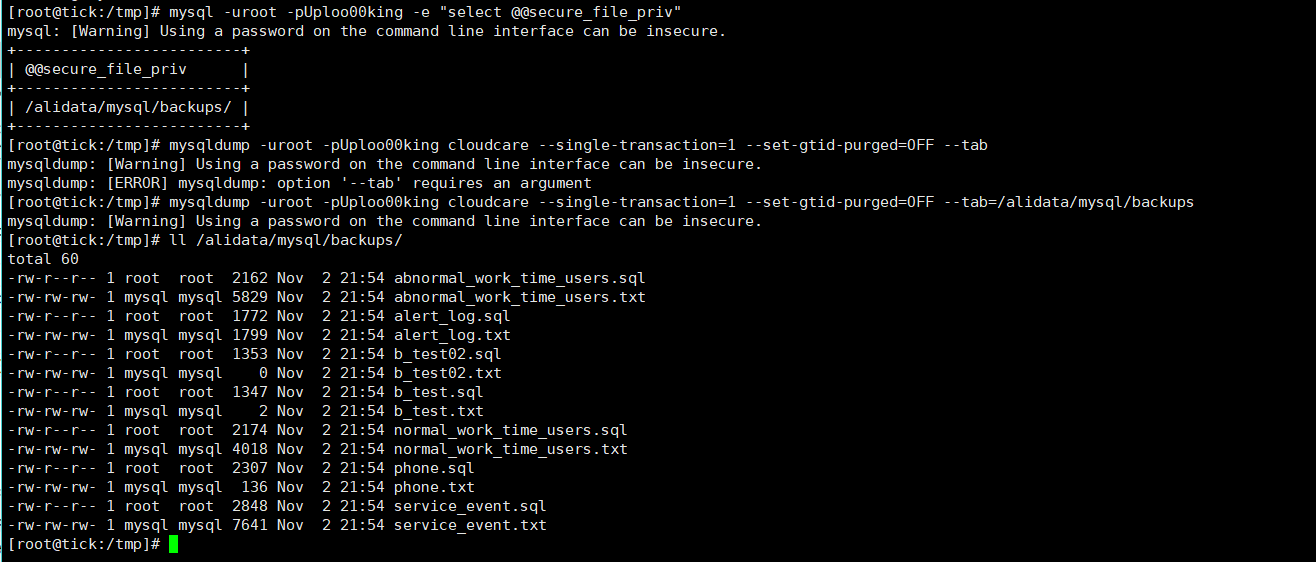 [root@tick:/tmp]# mysql -uroot -pUploo00king -e "select @@secure_file_priv"
mysql: [Warning] Using a password on the command line interface can be insecure.
+-------------------------+
| @@secure_file_priv      |
+-------------------------+
| /alidata/mysql/backups/ |
+-------------------------+
[root@tick:/tmp]# mysqldump -uroot -pUploo00king cloudcare --single-transaction=1 --set-gtid-purged=OFF --tab
mysqldump: [Warning] Using a password on the command line interface can be insecure.
mysqldump: [ERROR] mysqldump: option '--tab' requires an argument
[root@tick:/tmp]# mysqldump -uroot -pUploo00king cloudcare --single-transaction=1 --set-gtid-purged=OFF --tab=/alidata/mysql/backups
mysqldump: [Warning] Using a password on the command line interface can be insecure.
[root@tick:/tmp]# ll /alidata/mysql/backups/
total 60
-rw-r--r-- 1 root  root  2162 Nov  2 21:54 abnormal_work_time_users.sql
-rw-rw-rw- 1 mysql mysql 5829 Nov  2 21:54 abnormal_work_time_users.txt
-rw-r--r-- 1 root  root  1772 Nov  2 21:54 alert_log.sql
-rw-rw-rw- 1 mysql mysql 1799 Nov  2 21:54 alert_log.txt
-rw-r--r-- 1 root  root  1353 Nov  2 21:54 b_test02.sql
-rw-rw-rw- 1 mysql mysql    0 Nov  2 21:54 b_test02.txt
-rw-r--r-- 1 root  root  1347 Nov  2 21:54 b_test.sql
-rw-rw-rw- 1 mysql mysql    2 Nov  2 21:54 b_test.txt
-rw-r--r-- 1 root  root  2174 Nov  2 21:54 normal_work_time_users.sql
-rw-rw-rw- 1 mysql mysql 4018 Nov  2 21:54 normal_work_time_users.txt
-rw-r--r-- 1 root  root  2307 Nov  2 21:54 phone.sql
-rw-rw-rw- 1 mysql mysql  136 Nov  2 21:54 phone.txt
-rw-r--r-- 1 root  root  2848 Nov  2 21:54 service_event.sql
-rw-rw-rw- 1 mysql mysql 7641 Nov  2 21:54 service_event.txt
[root@tick:/tmp]#